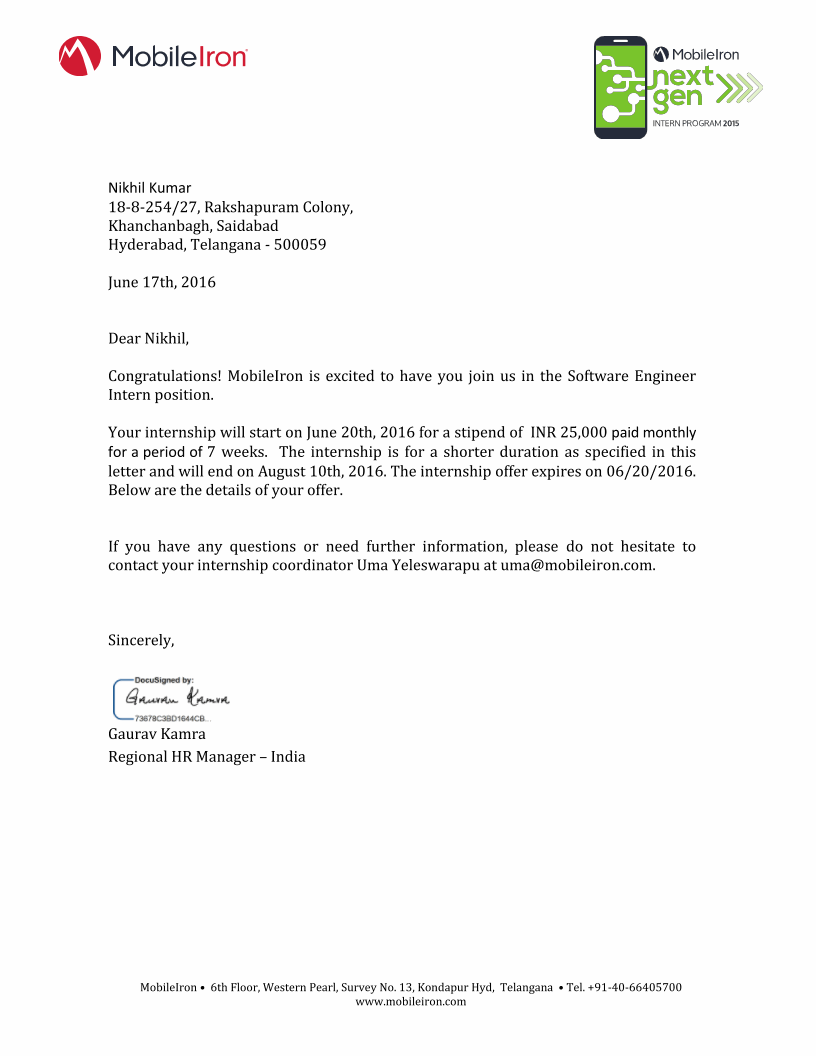 MobileIron
MobileIron
next
gen
INTERN PROGRAM 2015
Nikhil Kumar
18-8-254/27, Rakshapuram Colony,
Khanchanbagh, Saidabad
Hyderabad, Telangana - 500059
June 17th, 2016
Dear Nikhil,
Congratulations! MobileIron is excited to have you join us in the Software Engineer
Intern position.
Your internship will start on June 20th, 2016 for a stipend of INR 25,000 paid monthly
for a period of 7 weeks. The internship is for a shorter duration as specified in this
letter and will end on August 10th, 2016. The internship offer expires on 06/20/2016.
Below are the details of your offer.
If you have any questions or need further information, please do not hesitate to
contact your internship coordinator Uma Yeleswarapu at uma@mobileiron.com.
Sincerely,
DocuSigned by:
Gaurav Kamra
73678C3BD1644CB...
Gaurav Kamra
Regional HR Manager – India
MobileIron • 6th Floor, Western Pearl, Survey No. 13, Kondapur Hyd, Telangana • Tel. +91-40-66405700
www.mobileiron.com